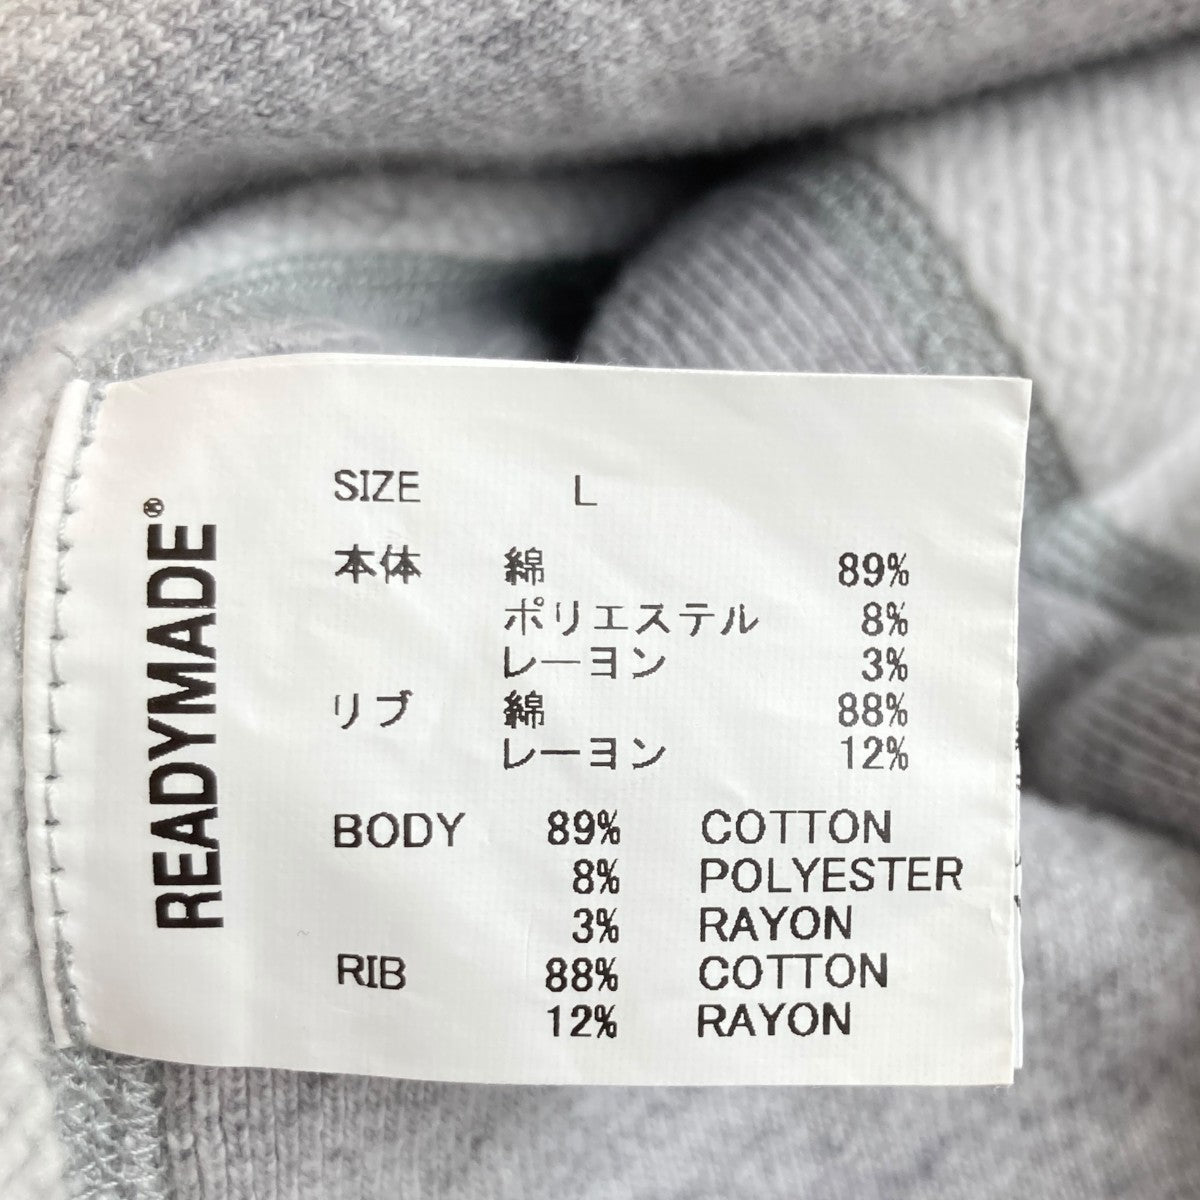 READYMADE®
SIZE L
本体 綿 89%
ポリエステル 8%
レーヨン 3%
リブ 綿 88%
レーヨン 12%
BODY 89% COTTON
8% POLYESTER
3% RAYON
RIB 88% COTTON
12% RAYON